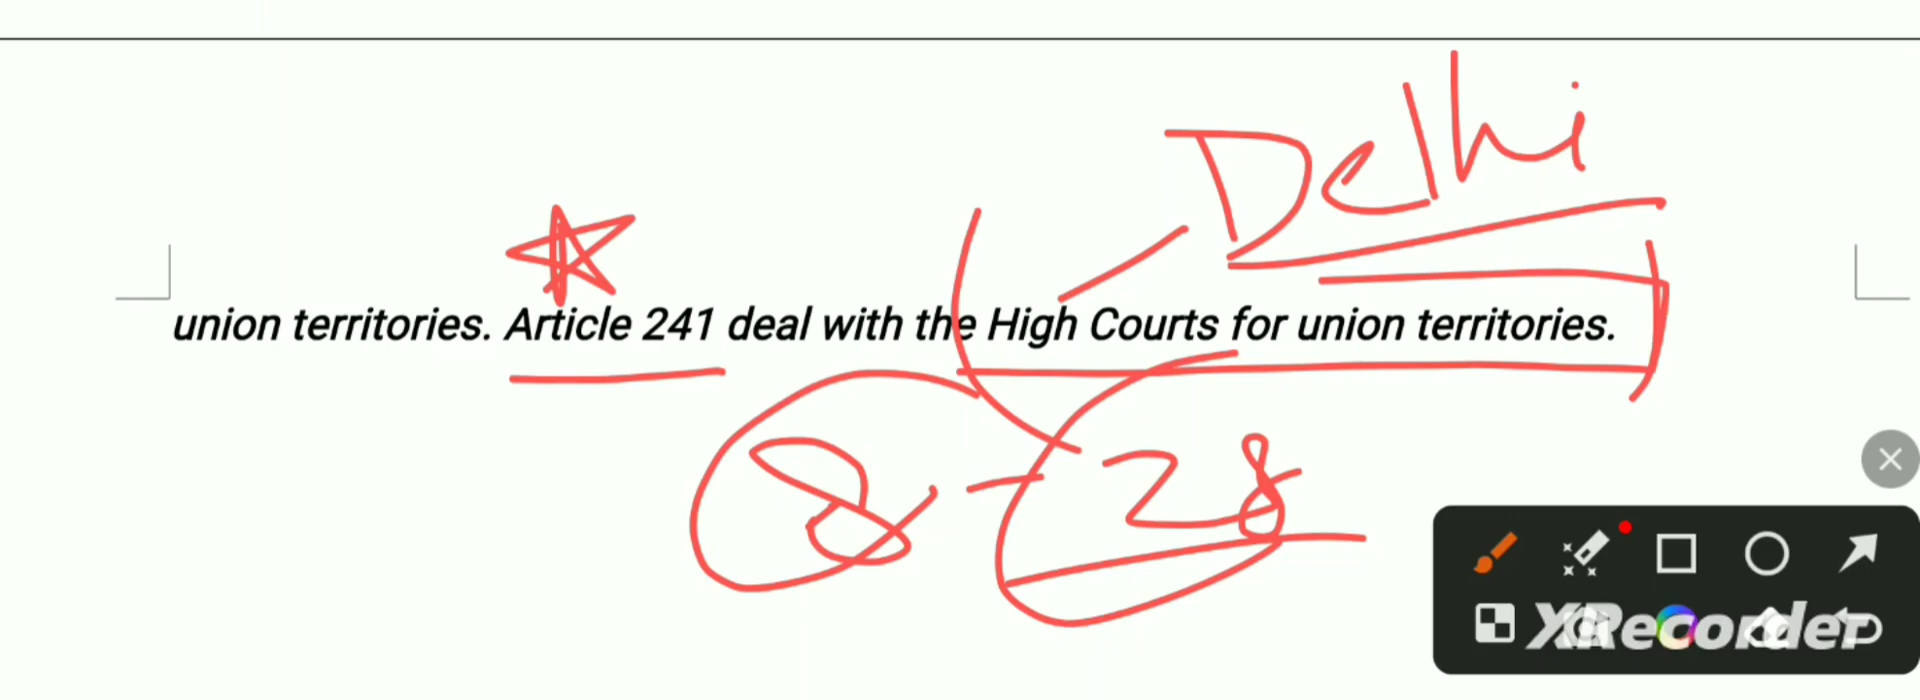 Delhi
union territories. Article 241 deal with the High Courts for union territories.
8 - 28
XRecorder